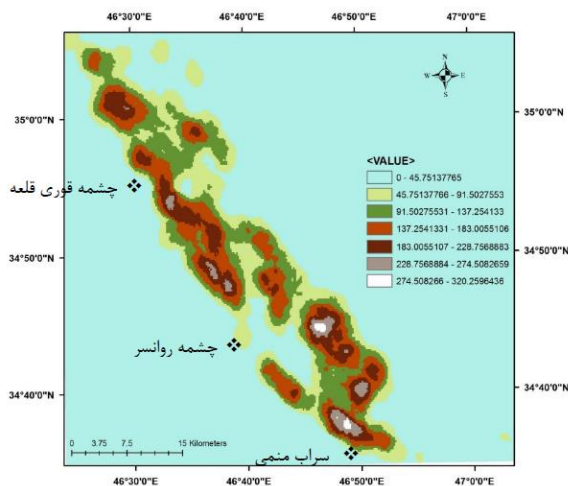 46°30'0"E 46°40'0"E 46°50'0"E 47°0'0"E
N
W E
S
35°0'0"N 35°0'0"N
<VALUE>
0 - 45.75137765
45.75137766 - 91.5027553
91.50275531 - 137.254133
137.2541331 - 183.0055106
183.0055107 - 228.7568883
228.7568884 - 274.5082659
274.508266 - 320.2596436
چشمه قوری قلعه
34°50'0"N 34°50'0"N
چشمه روانسر
34°40'0"N 34°40'0"N
0 3.75 7.5 15 Kilometers
سراب منمی
46°30'0"E 46°40'0"E 46°50'0"E 47°0'0"E